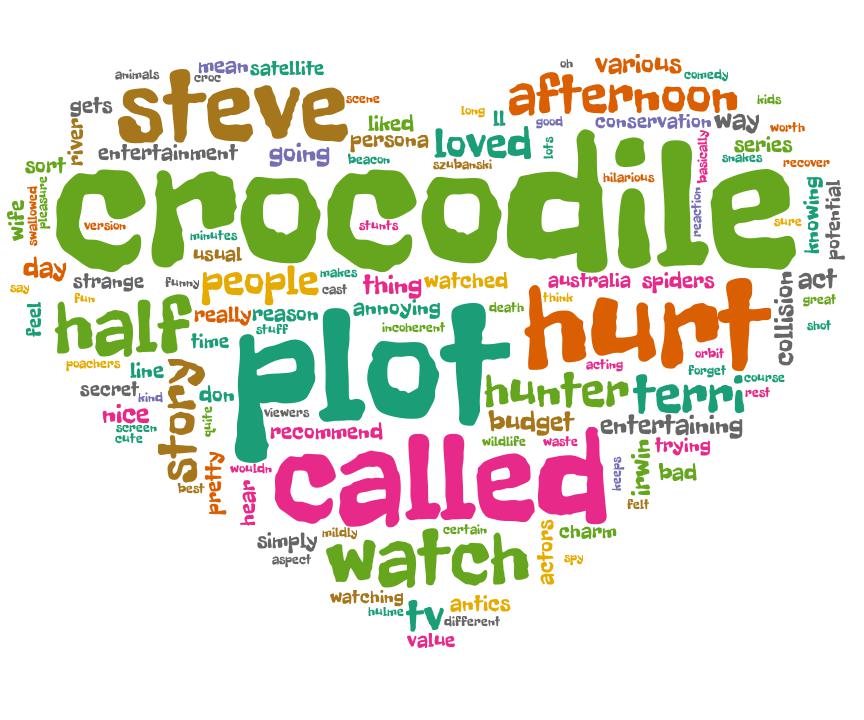 oh
various
mean satellite
comedy
animals
croc
steve
afternoon
scene
kids
gets
long
ll
liked
good
conservation
way
worth
river
persona
loved
lots
basically
series
entertainment
going
beacon
szubanski
snakes
recover
sort
crocodile
hilarious
wife
swallowed
pleasure
version
minutes
stunts
reaction
sure
knowing
potential
usual
day
strange
funny
people
makes
cast
thing
watched
australia
spiders
act
say
fun
feel
half
really
reason
annoying
death
think
hurt
collision
great
shot
stuff
incoherent
time
plot
poachers
line
acting
orbit
forget
secret
kind
don
story
quite
hunter
terri
course
rest
nice
screen
cute
viewers
recommend
budget
entertaining
wildlife
waste
trying
wouldn
called
best
pretty
hear
keeps
irwin
bad
felt
simply
mildly
certain
actors
charm
aspect
watch
spy
watching
hulme
tv
antics
different
value